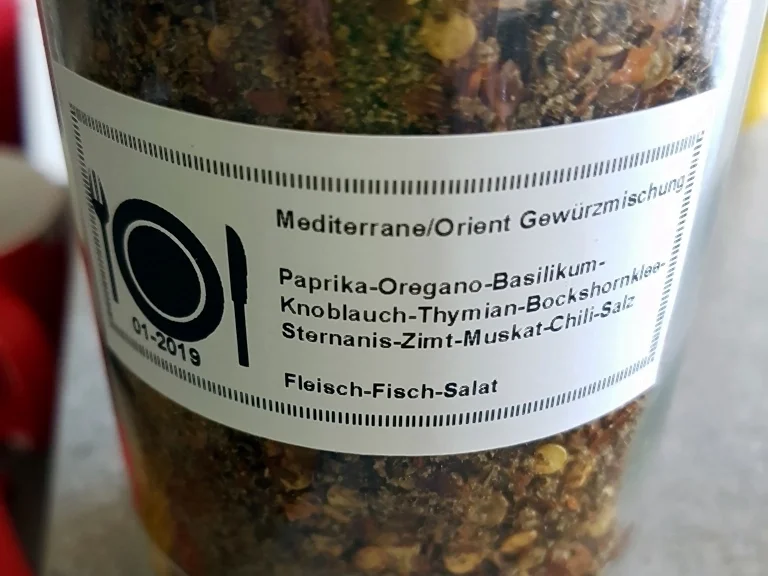 Mediterrane/Orient Gewürzmischung
Paprika-Oregano-Basilikum-
Knoblauch-Thymian-Bockshornklee-
Sternanis-Zimt-Muskat-Chili-Salz
01-2019
Fleisch-Fisch-Salat